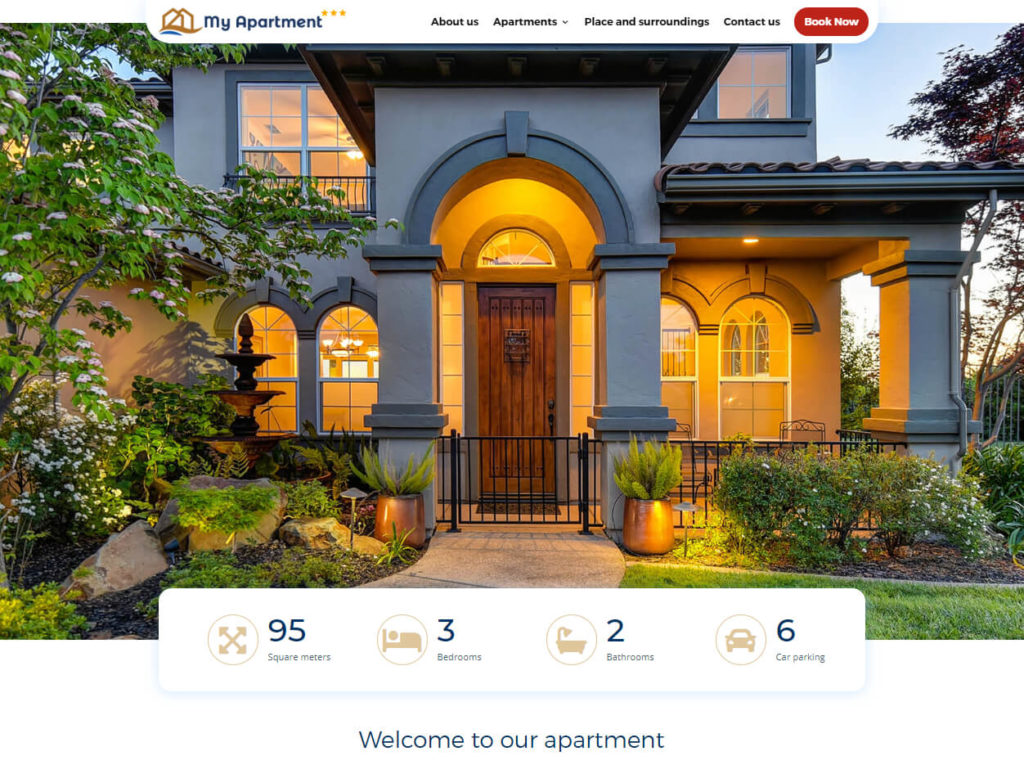 My Apartment
About us
Apartments
Place and surroundings
Contact us
Book Now
95
Square meters
3
Bedrooms
2
Bathrooms
6
Car parking
Welcome to our apartment